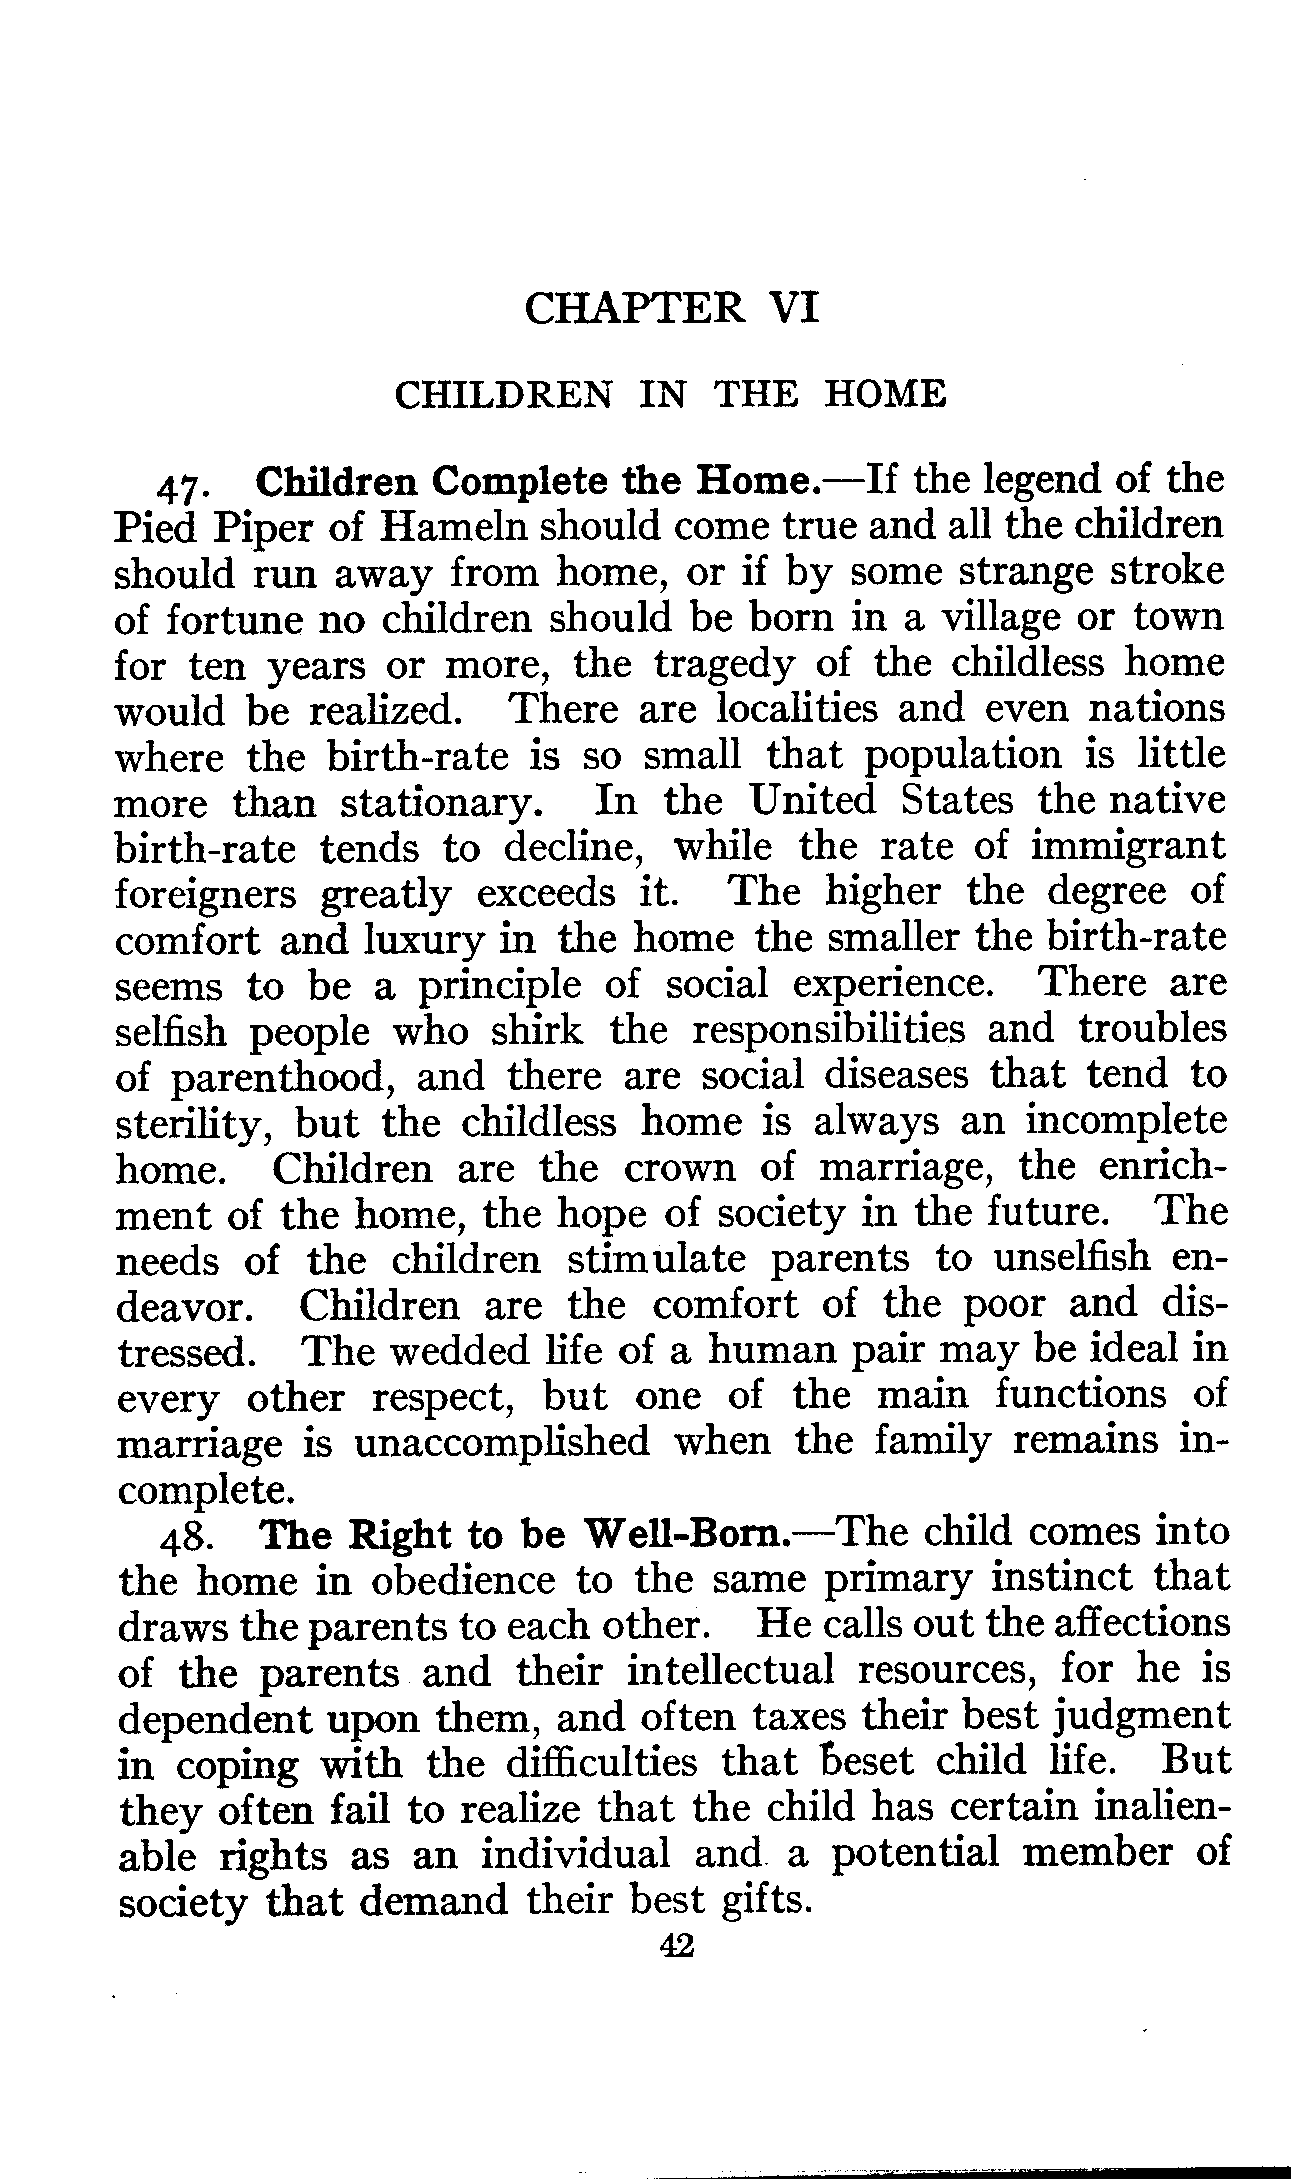 CHAPTER VI
CHILDREN IN THE HOME
47. Children Complete the Home.—If the legend of the
Pied Piper of Hameln should come true and all the children
should run away from home, or if by some strange stroke
of fortune no children should be born in a village or town
for ten years or more, the tragedy of the childless home
would be realized. There are localities and even nations
where the birth-rate is so small that population is little
more than stationary. In the United States the native
birth-rate tends to decline, while the rate of immigrant
foreigners greatly exceeds it. The higher the degree of
comfort and luxury in the home the smaller the birth-rate
seems to be a principle of social experience. There are
selfish people who shirk the responsibilities and troubles
of parenthood, and there are social diseases that tend to
sterility, but the childless home is always an incomplete
home. Children are the crown of marriage, the enrich-
ment of the home, the hope of society in the future. The
needs of the children stimulate parents to unselfish en-
deavor. Children are the comfort of the poor and dis-
tressed. The wedded life of a human pair may be ideal in
every other respect, but one of the main functions of
marriage is unaccomplished when the family remains in-
complete.
48. The Right to be Well-Born.—The child comes into
the home in obedience to the same primary instinct that
draws the parents to each other. He calls out the affections
of the parents and their intellectual resources, for he is
dependent upon them, and often taxes their best judgment
in coping with the difficulties that beset child life. But
they often fail to realize that the child has certain inalien-
able rights as an individual and a potential member of
society that demand their best gifts.
42